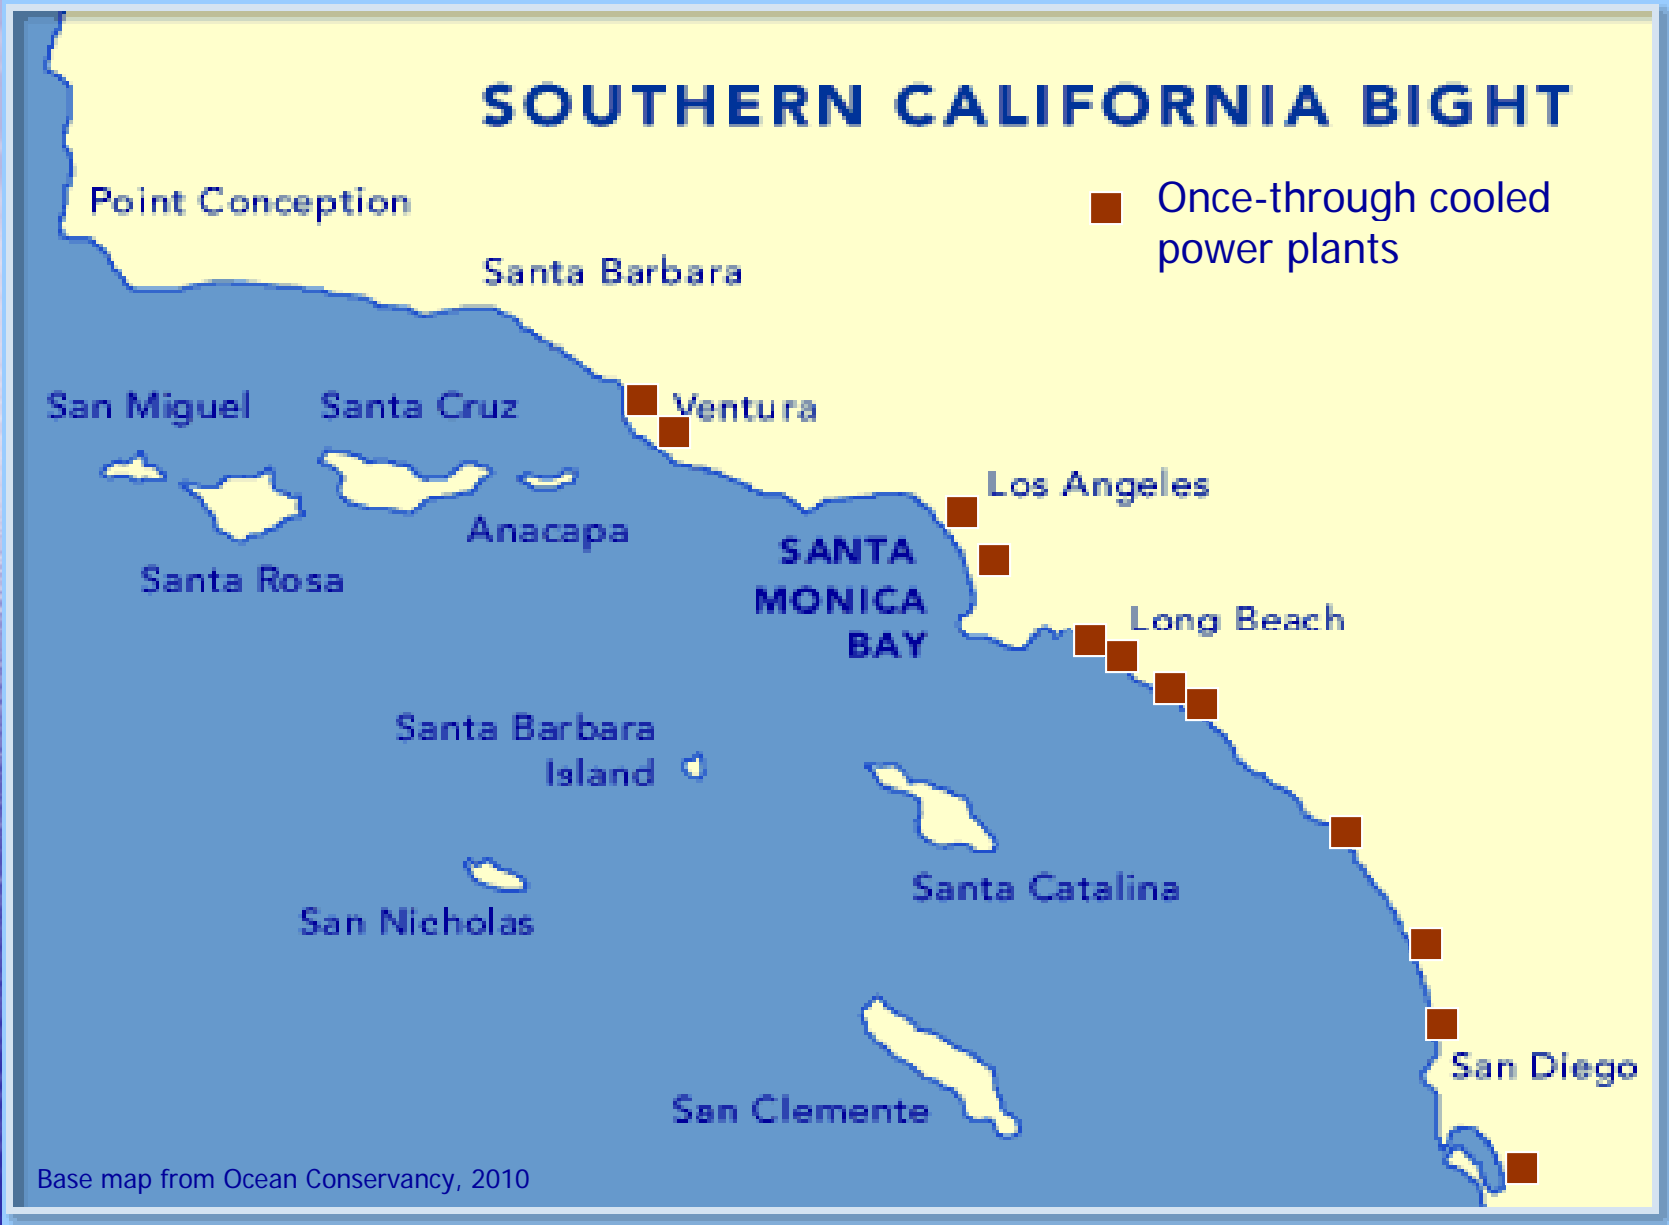 SOUTHERN CALIFORNIA BIGHT
Once-through cooled
power plants
Point Conception
Santa Barbara
San Miguel
Santa Cruz
Ventura
Los Angeles
Anacapa
Santa Rosa
SANTA
MONICA
BAY
Long Beach
Santa Barbara
Island
Santa Catalina
San Nicholas
San Diego
San Clemente
Base map from Ocean Conservancy, 2010